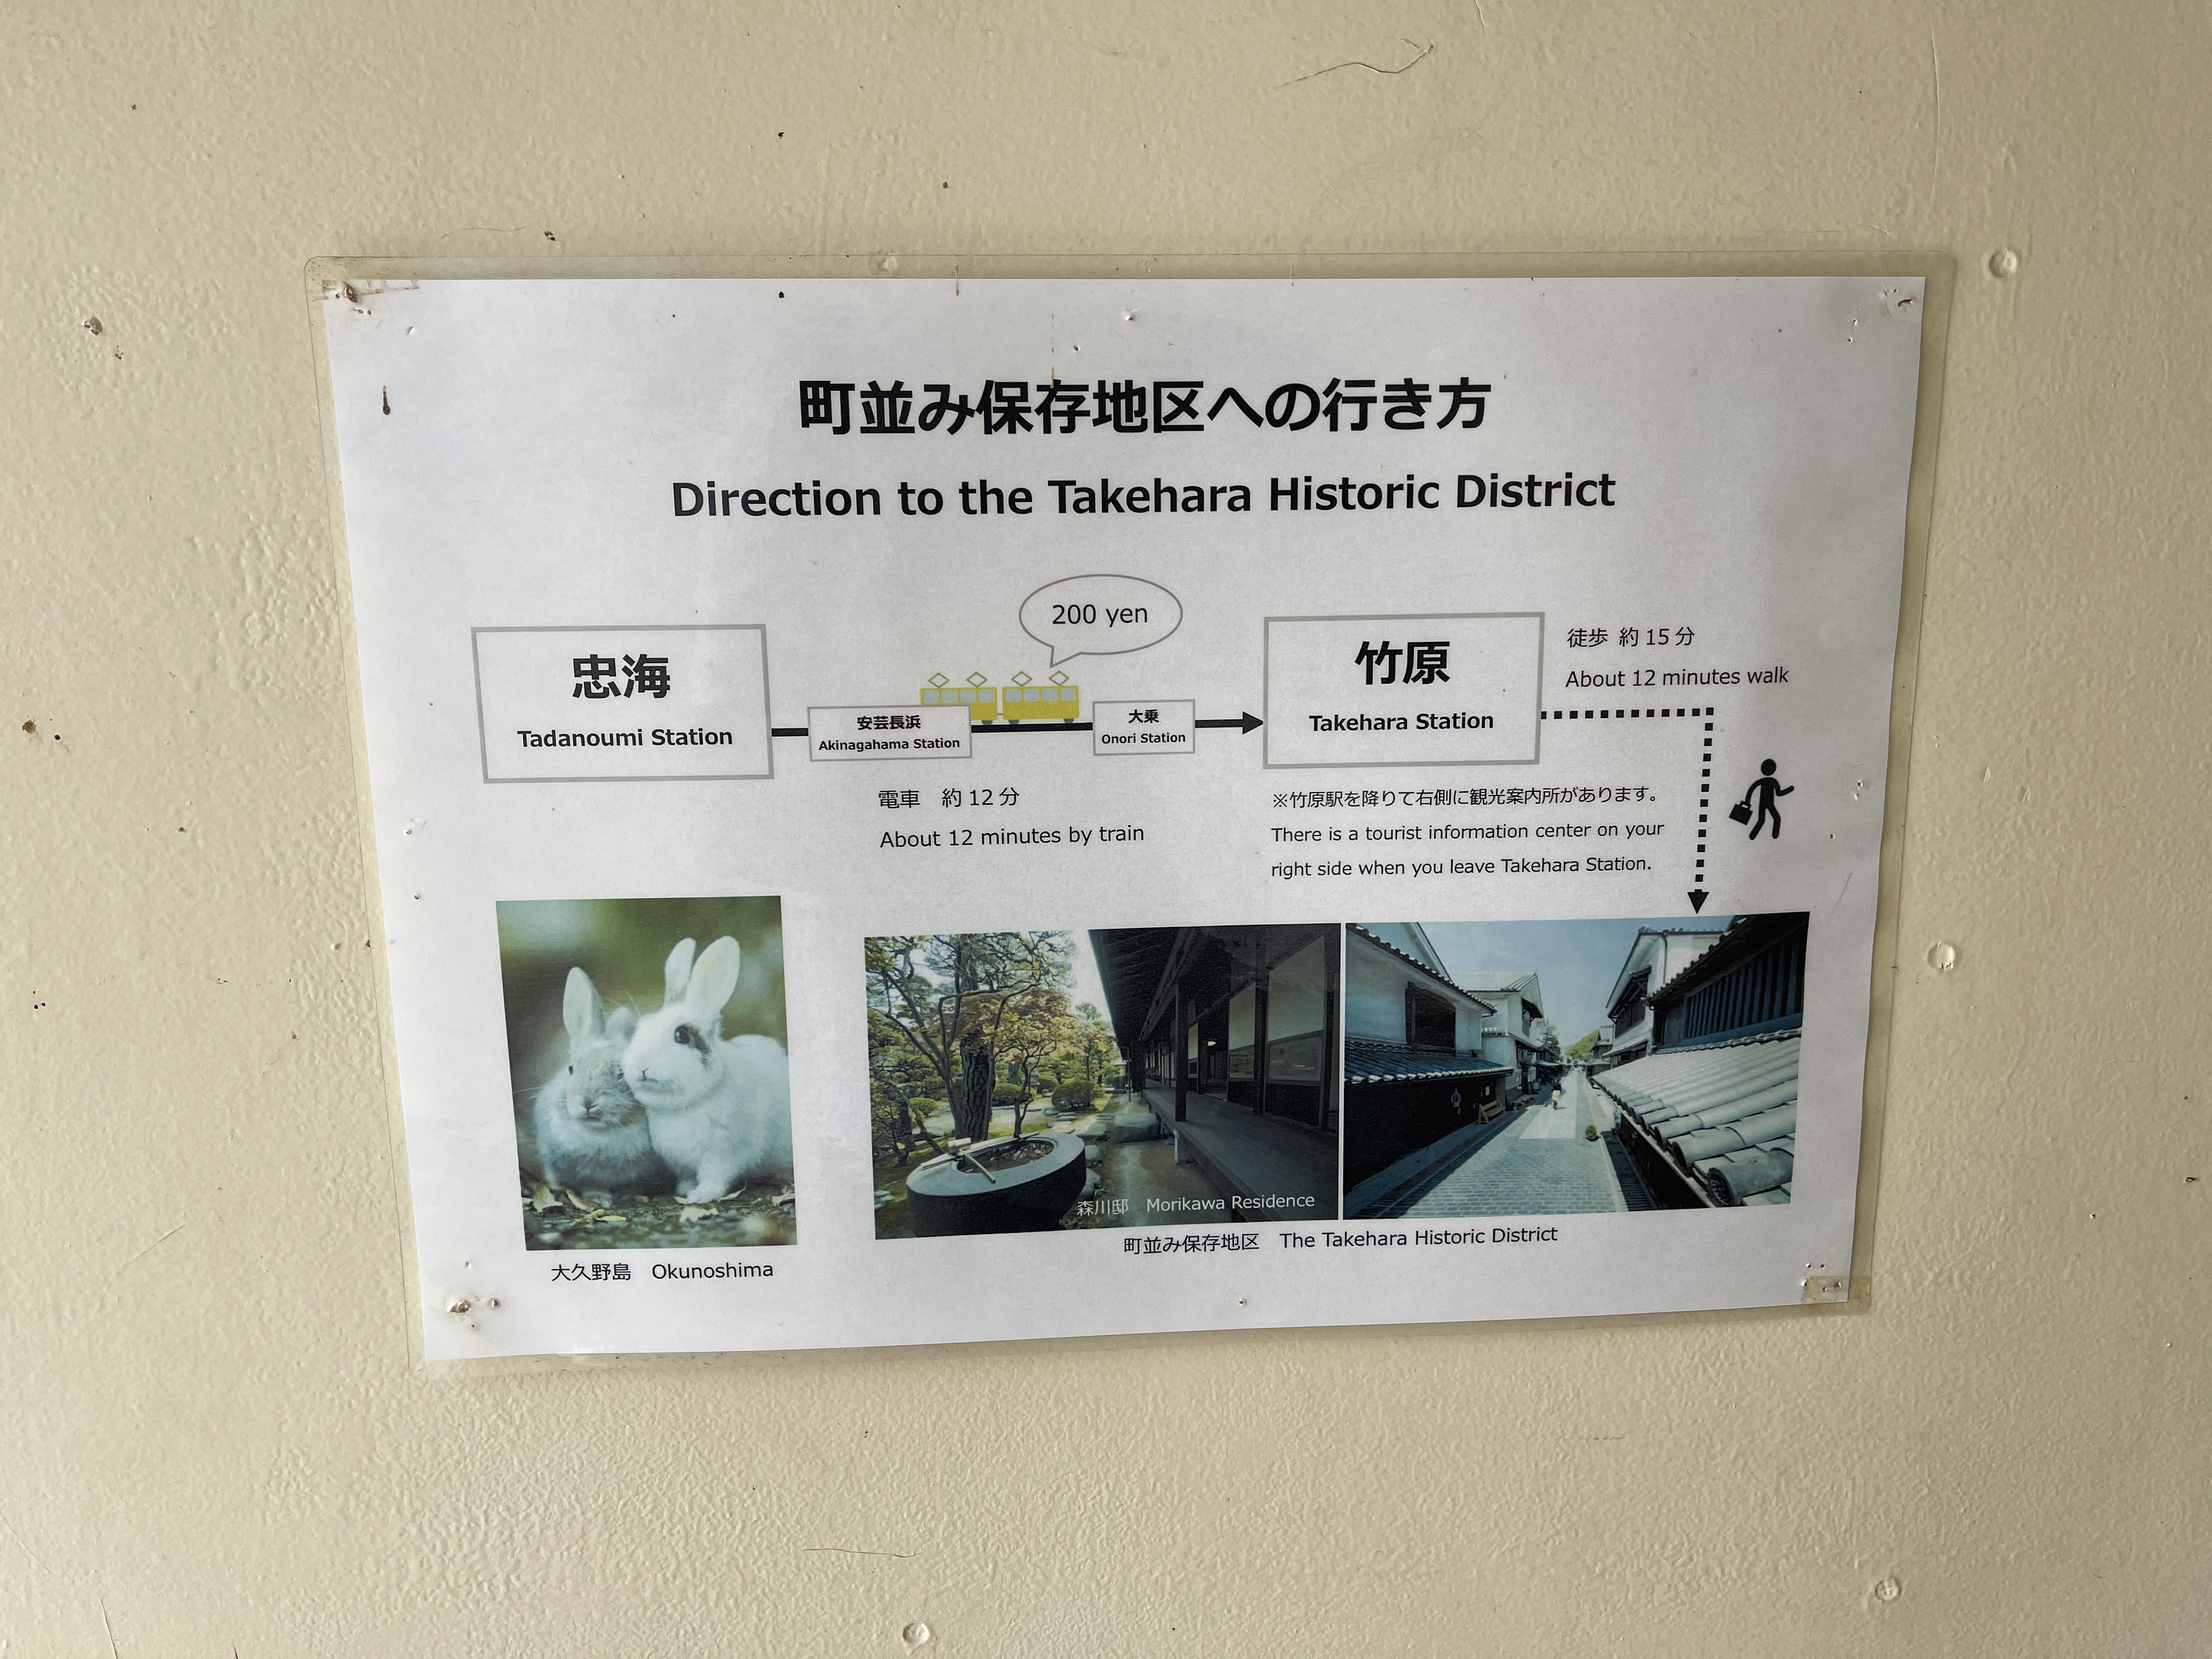 町並み保存地区への行き方
Direction to the Takehara Historic District
200 yen
忠海
Tadanoumi Station
安芸長浜
Akinagahama Station
大乗
Onori Station
竹原
Takehara Station
徒歩 約15分
About 12 minutes walk
電車 約12分
About 12 minutes by train
※竹原駅を降りて右側に観光案内所があります。
There is a tourist information center on your
right side when you leave Takehara Station.
大久野島 Okunoshima
森川邸 Morikawa Residence
町並み保存地区 The Takehara Historic District